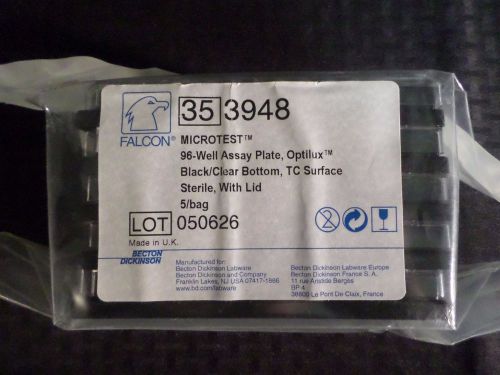 35 3948
FALCON®
MICROTEST™
96-Well Assay Plate, Optilux™
Black/Clear Bottom, TC Surface
Sterile, With Lid
5/bag
LOT 050626
Made in U.K.
2
BECTON
DICKINSON
Manufactured for:
Becton Dickinson Labware
Becton Dickinson and Company
Franklin Lakes, NJ USA 07417-1886
www.bd.com/labware
Becton Dickinson Labware Europe
Becton Dickinson France S.A.
11 rue Aristide Bergès
BP 4
38800 Le Pont De Claix, France